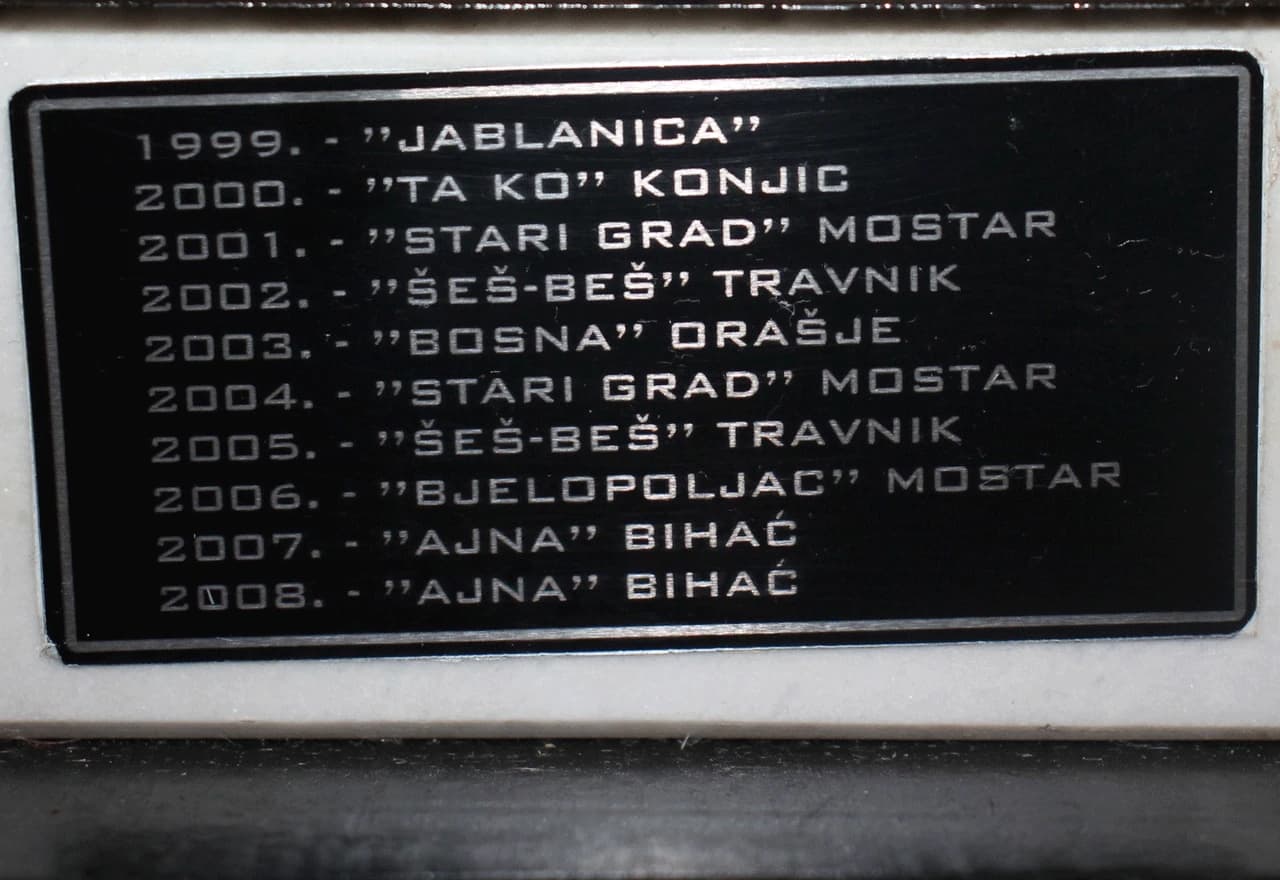 1999. - ”JABLANICA”
2000. - ”TA KO” KONJIC
2001. - ”STARI GRAD” MOSTAR
2002. - ”ŠEŠ-BEŠ” TRAVNIK
2003. - ”BOSNA” ORAŠJE
2004. - ”STARI GRAD” MOSTAR
2005. - ”ŠEŠ-BEŠ” TRAVNIK
2006. - ”BJELOPOLJAC” MOSTAR
2007. - ”AJNA” BIHAĆ
2008. - ”AJNA” BIHAĆ